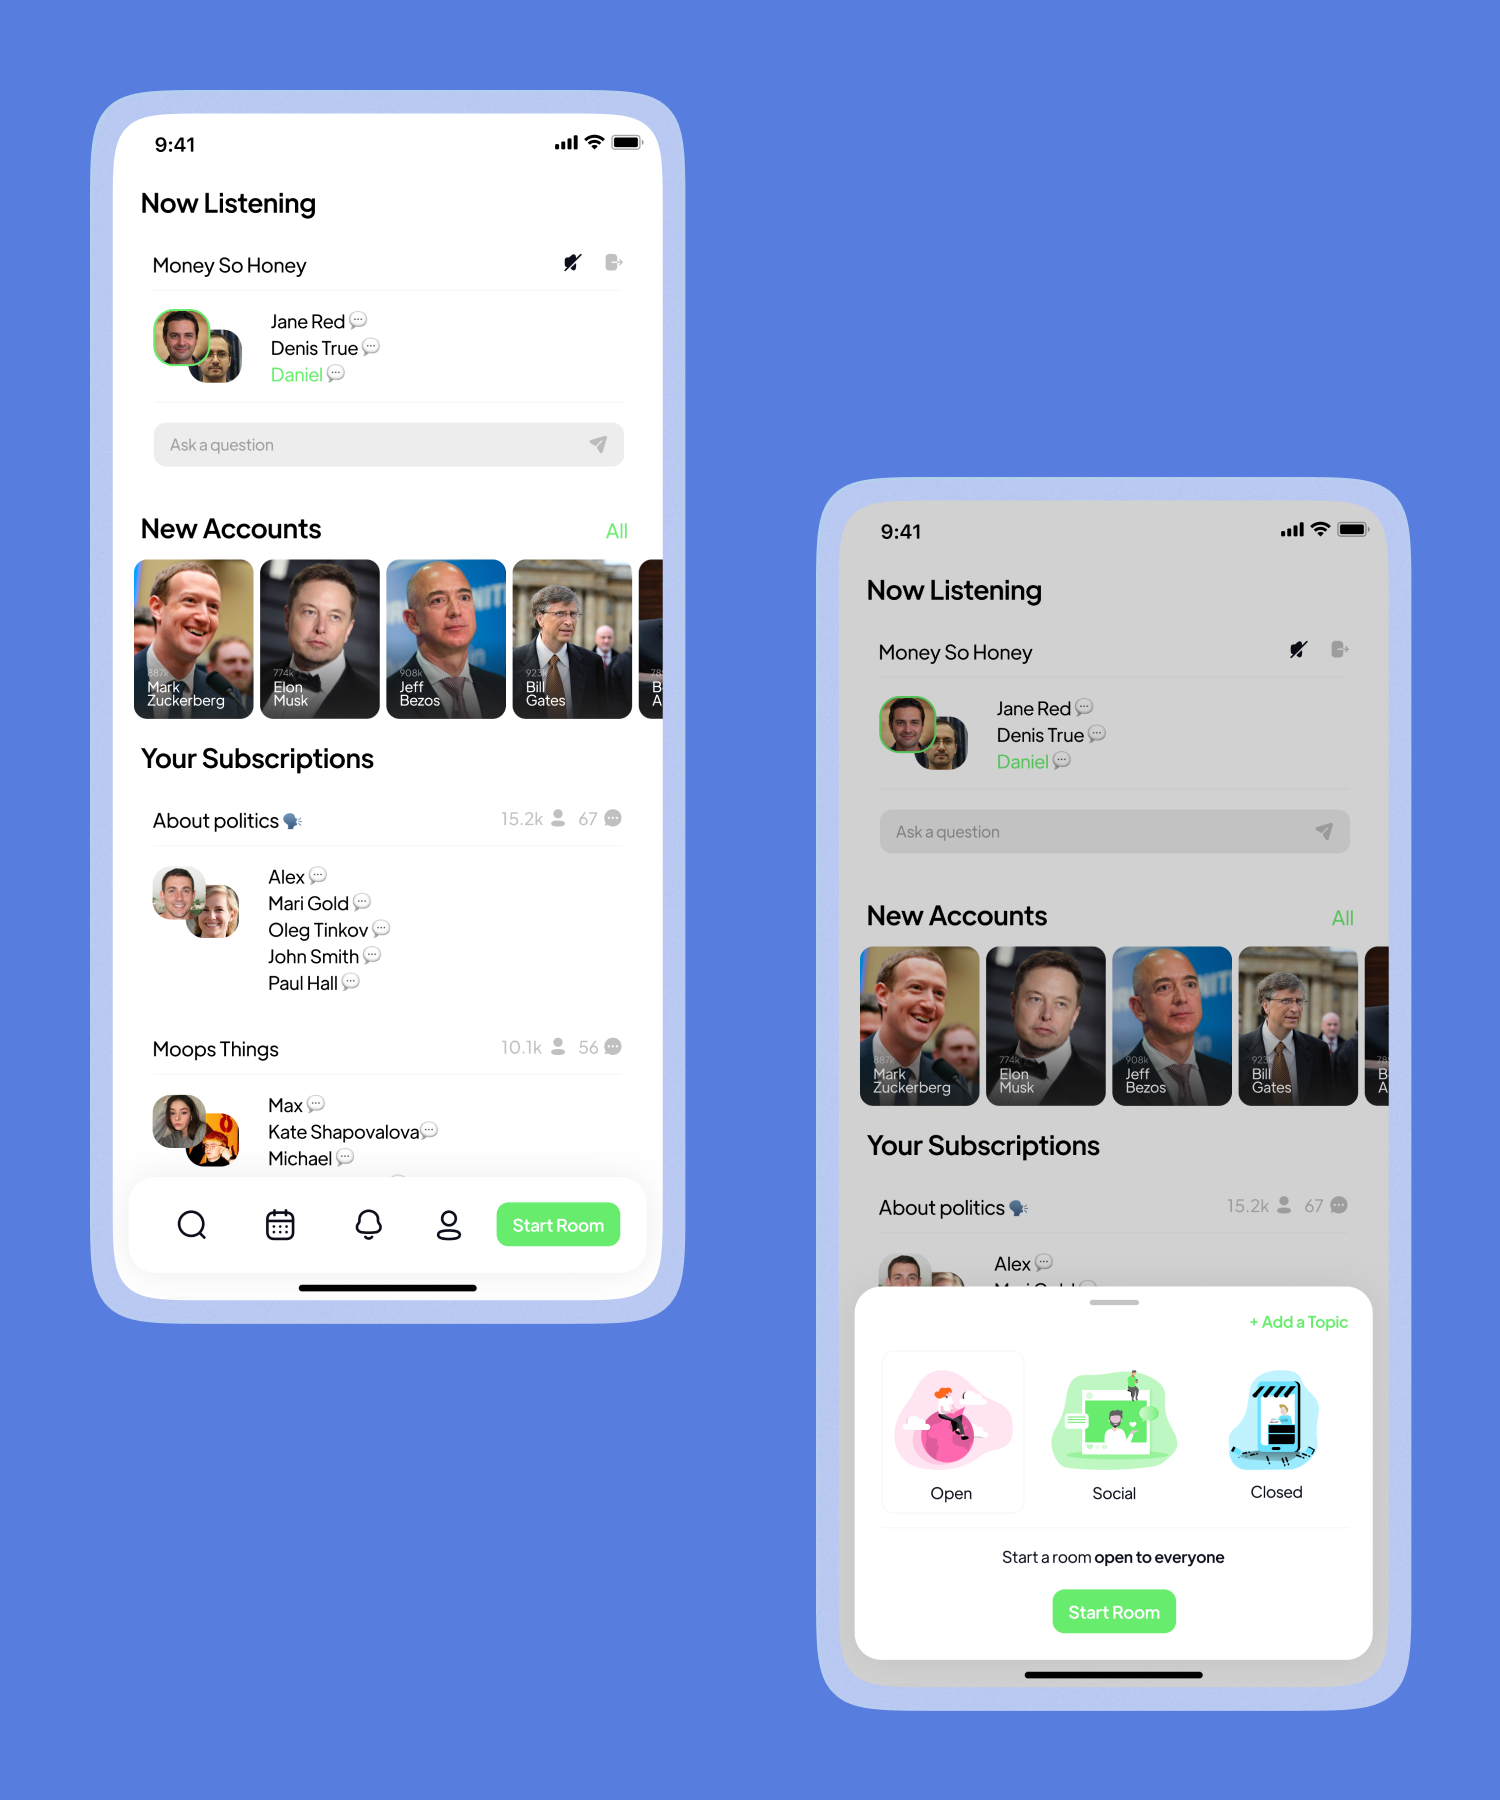 9:41
Now Listening
Money So Honey
Jane Red
Denis True
Daniel
Ask a question
New Accounts
All
887k
Mark
Zuckerberg
774k
Elon
Musk
908k
Jeff
Bezos
923k
Bill
Gates
B
A
Your Subscriptions
About politics
15.2k
67
Alex
Mari Gold
Oleg Tinkov
John Smith
Paul Hall
Moops Things
10.1k
56
Max
Kate Shapovalova
Michael
Start Room
9:41
Now Listening
Money So Honey
Jane Red
Denis True
Daniel
Ask a question
New Accounts
All
887k
Mark
Zuckerberg
774k
Elon
Musk
908k
Jeff
Bezos
923k
Bill
Gates
B
A
Your Subscriptions
About politics
15.2k
67
Alex
+ Add a Topic
Open
Social
Closed
Start a room open to everyone
Start Room